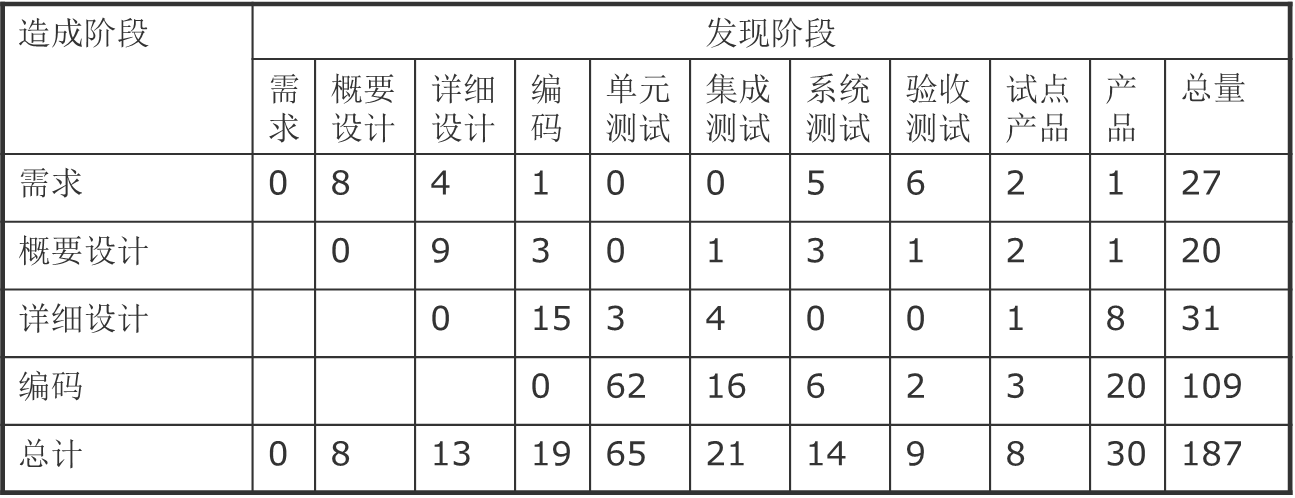 造成阶段 发现阶段
需求 概要设计 详细设计 编码 单元测试 集成测试 系统测试 验收测试 试点产品 产品 总量
需求 0 8 4 1 0 0 5 6 2 1 27
概要设计 0 9 3 0 1 3 1 2 1 20
详细设计 0 15 3 4 0 0 1 8 31
编码 0 62 16 6 2 3 20 109
总计 0 8 13 19 65 21 14 9 8 30 187